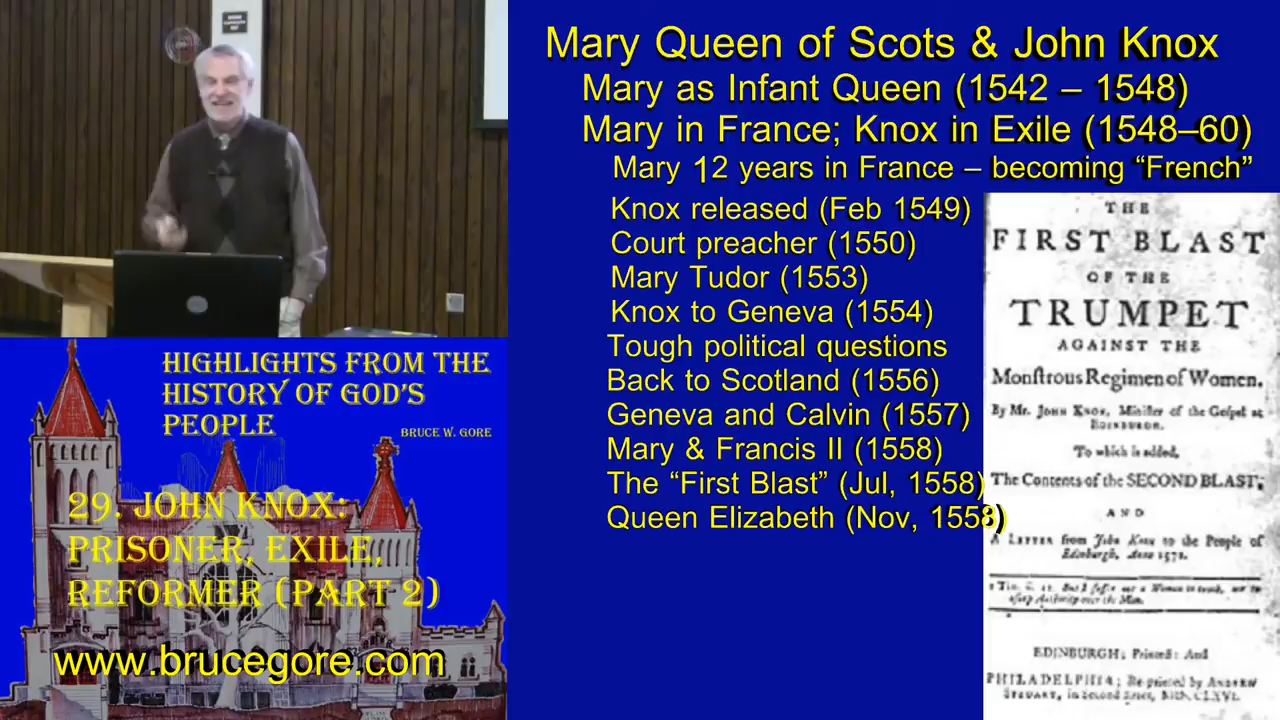 Mary Queen of Scots & John Knox
Mary as Infant Queen (1542 – 1548)
Mary in France; Knox in Exile (1548–60)
Mary 12 years in France – becoming “French”
Knox released (Feb 1549)
Court preacher (1550)
Mary Tudor (1553)
Knox to Geneva (1554)
Tough political questions
Back to Scotland (1556)
Geneva and Calvin (1557)
Mary & Francis II (1558)
The “First Blast” (Jul, 1558)
Queen Elizabeth (Nov, 1558)
THE
FIRST BLAST
OF THE
TRUMPET
AGAINST THE
Monſtrous Regimen of Women.
By Mr. JOHN KNOX, Miniſter of the Goſpel at
EDINBURGH.
To which is added,
The Contents of the SECOND BLAST,
AND
A LETTER from John Knox to the People of
Edinburgh, Anno 1571.
EDINBURGH; Printed: And
PHILADELPHIA; Re-printed by ANDREW
STEUART, in Second-ſtreet,
HIGHLIGHTS FROM THE
HISTORY OF GOD'S
PEOPLE
BRUCE W. GORE
29. JOHN KNOX:
PRISONER, EXILE,
REFORMER (PART 2)
www.brucegore.com